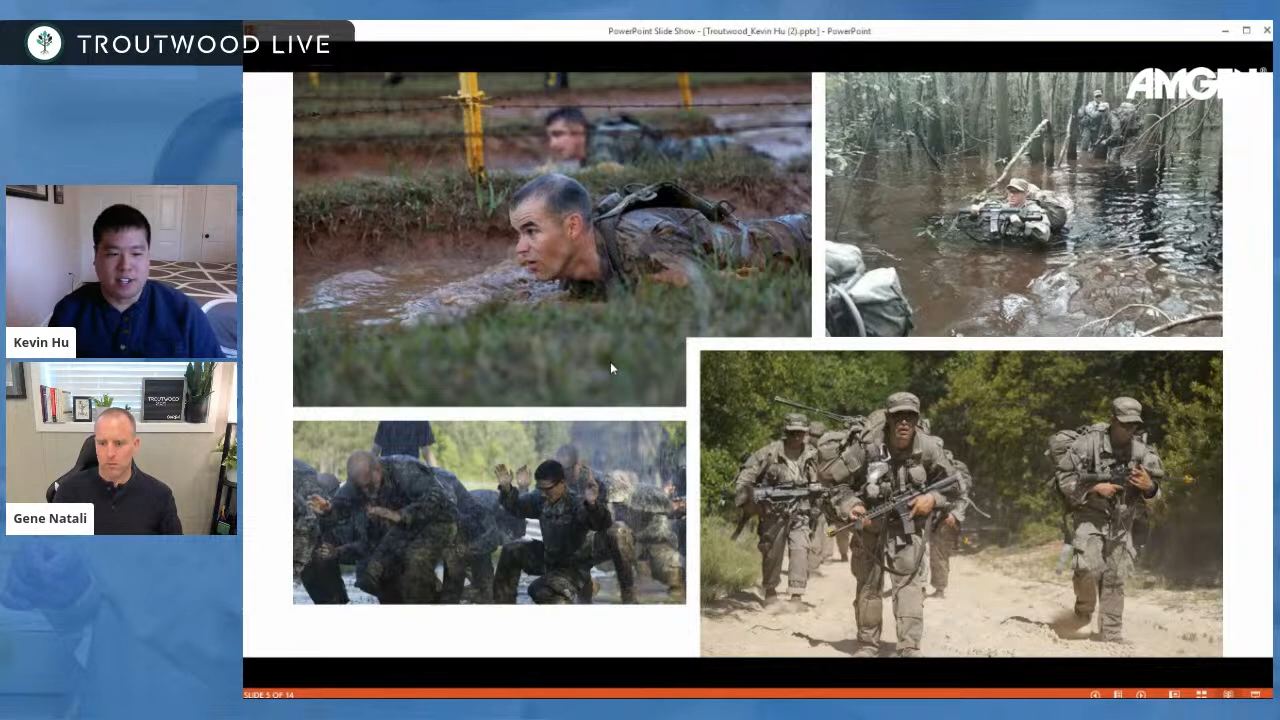 TROUTWOOD LIVE
PowerPoint Slide Show - [Troutwood_Kevin Hu (2).pptx] - PowerPoint
AMGEN
Kevin Hu
TROUTWOOD
Gene Natali
SLIDE 5 OF 14